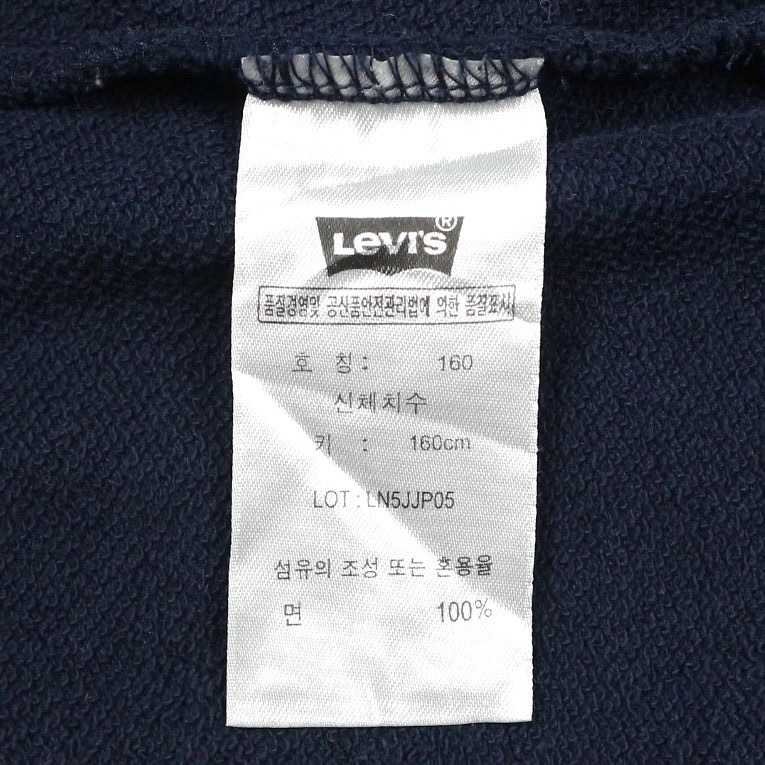 Levi's®
품질경영및 공산품안전관리법에 의한 품질표시
호 칭 : 160
신체치수
키 : 160cm
LOT : LN5JJP05
섬유의 조성 또는 혼용율
면 100%